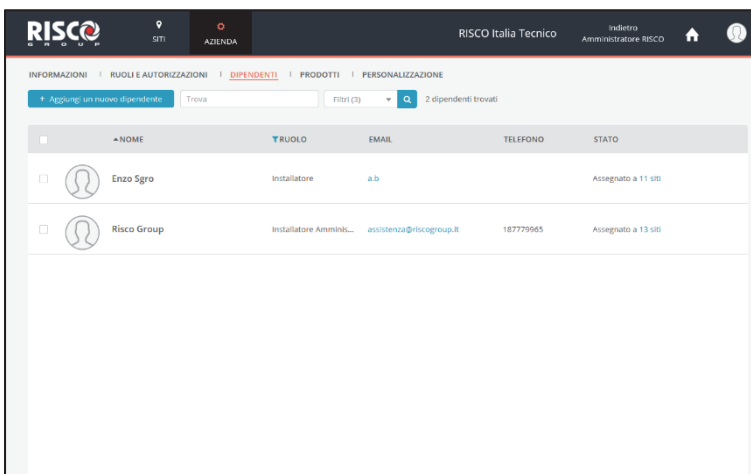 RISCO
GROUP
SITI
AZIENDA
RISCO Italia Tecnico
Indietro
Amministratore RISCO
INFORMAZIONI | RUOLI E AUTORIZZAZIONI | DIPENDENTI | PRODOTTI | PERSONALIZZAZIONE
+ Aggiungi un nuovo dipendente Trova Filtri (3) 2 dipendenti trovati
NOME RUOLO EMAIL TELEFONO STATO
Enzo Sgro Installatore a.b Assegnato a 11 siti
Risco Group Installatore Amminis... assistenza@riscogroup.it 187779965 Assegnato a 13 siti